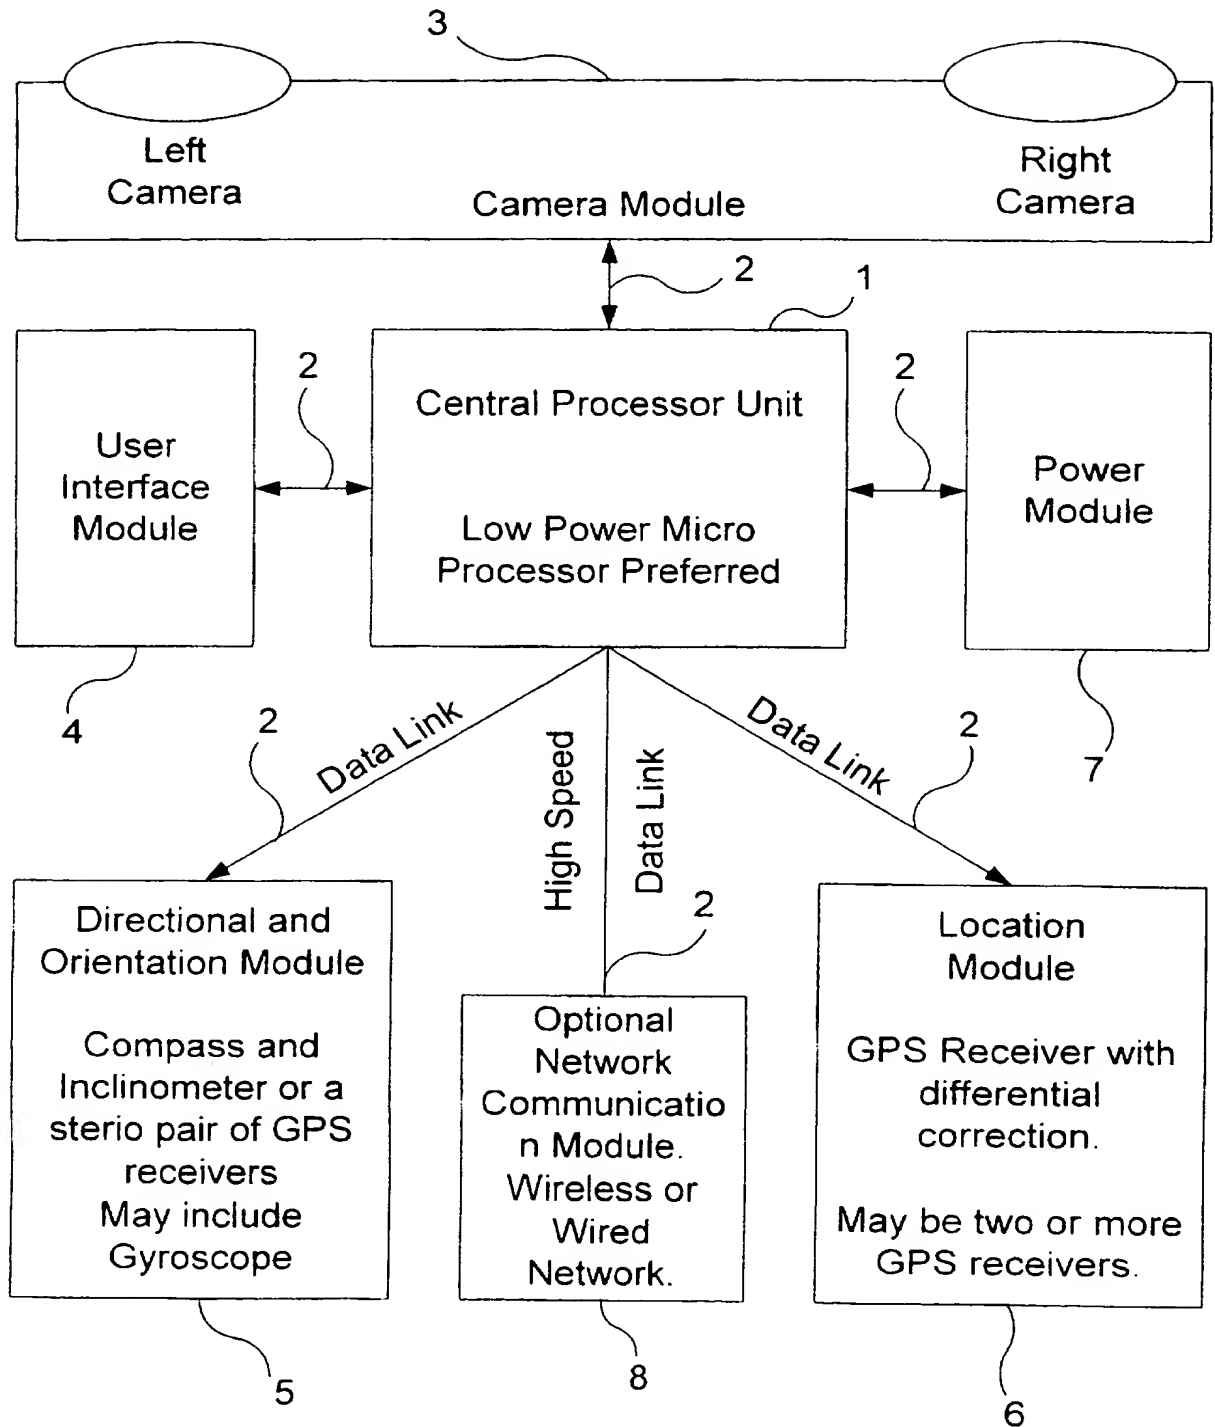 3
Left
Camera
Right
Camera
Camera Module
2
1
User
Interface
Module
2
Central Processor Unit
Low Power Micro
Processor Preferred
2
Power
Module
4
7
2
Data Link
High Speed
Data Link
2
Data Link
2
Directional and
Orientation Module
Compass and
Inclinometer or a
sterio pair of GPS
receivers
May include
Gyroscope
Optional
Network
Communicatio
n Module.
Wireless or
Wired
Network.
Location
Module
GPS Receiver with
differential
correction.
May be two or more
GPS receivers.
5
8
6